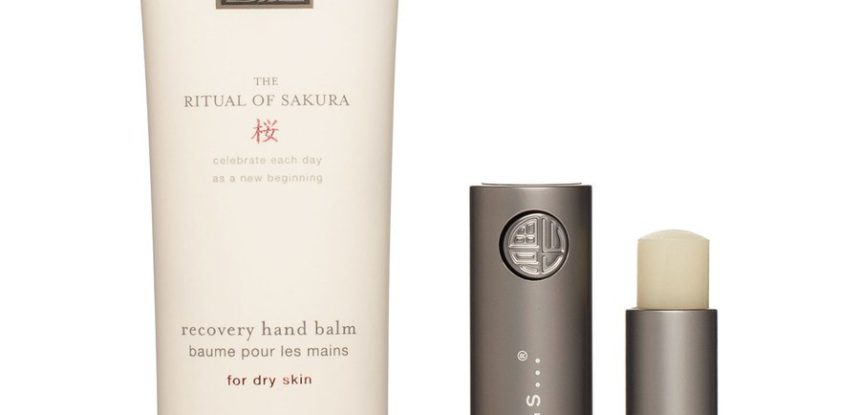 THE
RITUAL OF SAKURA
桜
celebrate each day
as a new beginning
recovery hand balm
baume pour les mains
for dry skin
S...®